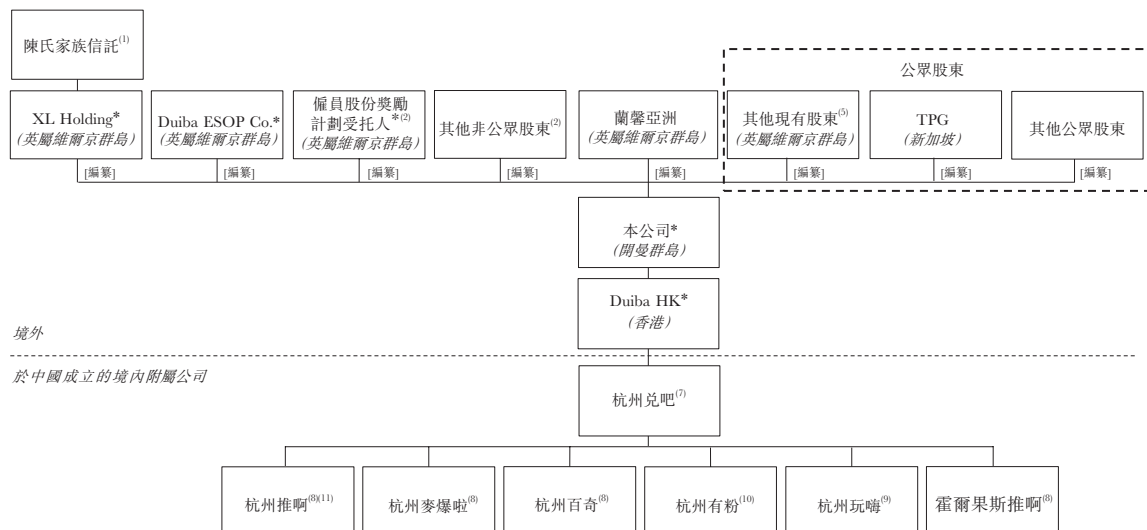 陳氏家族信託(1)
公眾股東
XL Holding*
(英屬維爾京群島)
Duiba ESOP Co.*
(英屬維爾京群島)
僱員股份獎勵
計劃受托人*(2)
(英屬維爾京群島)
其他非公眾股東(2)
蘭馨亞洲
(英屬維爾京群島)
其他現有股東(5)
(英屬維爾京群島)
TPG
(新加坡)
其他公眾股東
[編纂]
[編纂]
[編纂]
[編纂]
[編纂]
[編纂]
[編纂]
[編纂]
本公司*
(開曼群島)
Duiba HK*
(香港)
境外
於中國成立的境內附屬公司
杭州兑吧(7)
杭州推啊(8)(11)
杭州麥爆啦(8)
杭州百奇(8)
杭州有粉(10)
杭州玩嗨(9)
霍爾果斯推啊(8)